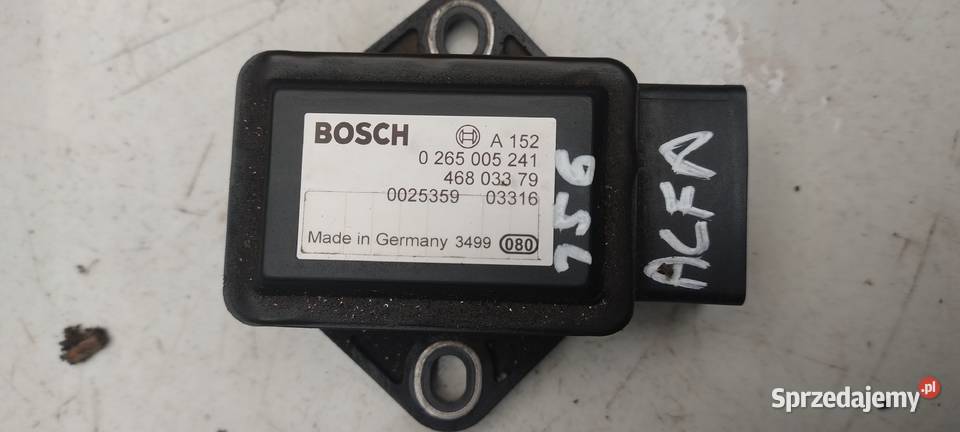 BOSCH A 152
0 265 005 241
468 033 79
0025359 03316
Made in Germany 3499 080
156
ALFA
Sprzedajemy.pl